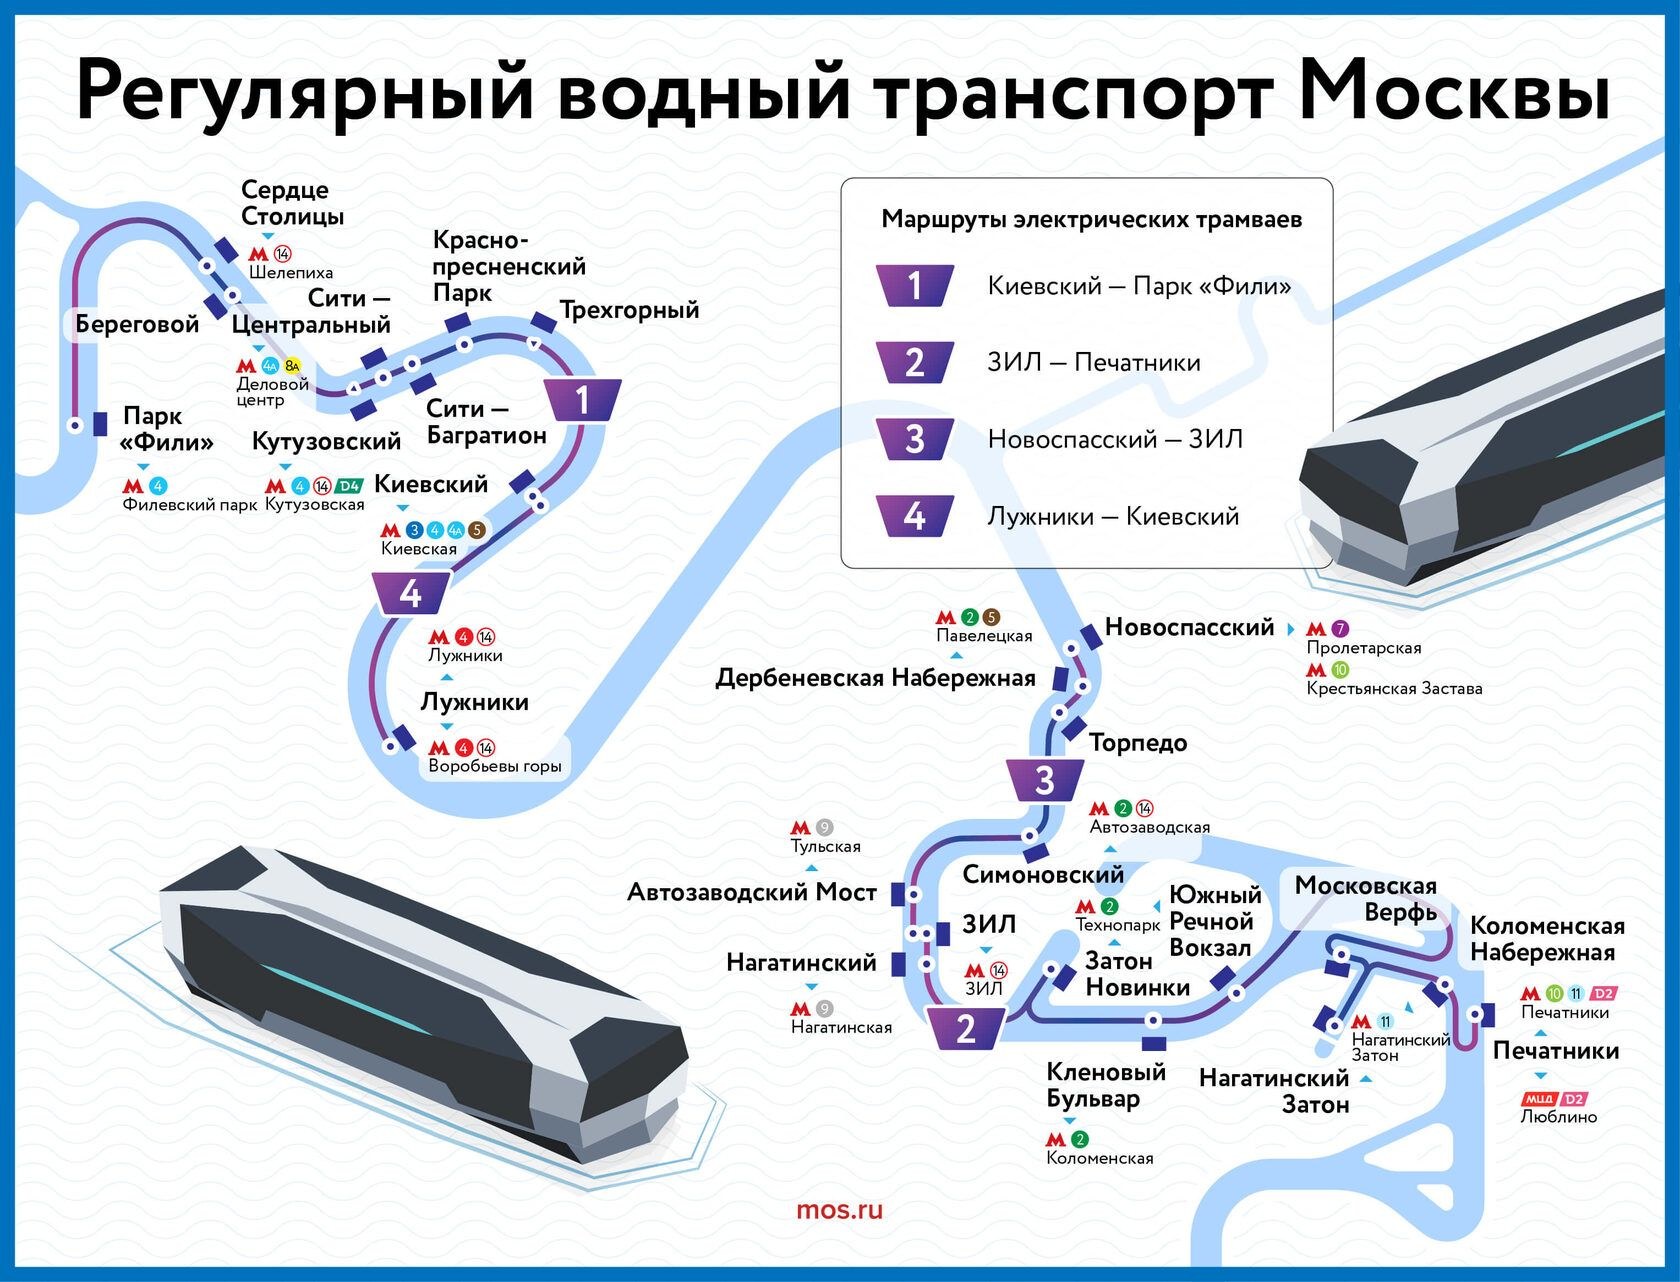 Регулярный водный транспорт Москвы
Сердце
Столицы
М 14
Шелепиха
Береговой
Сити –
Центральный
М 4А 8А
Деловой
центр
Красно-
пресненский
Парк
Трехгорный
1
Парк
«Фили»
М 4
Филевский парк
Кутузовский
М 4 14 D4
Кутузовская
Сити –
Багратион
Киевский
М 3 4 4А 5
Киевская
4
М 4 14
Лужники
Лужники
М 4 14
Воробьевы горы
Маршруты электрических трамваев
1 Киевский – Парк «Фили»
2 ЗИЛ – Печатники
3 Новоспасский – ЗИЛ
4 Лужники – Киевский
М 2 5
Павелецкая
Новоспасский
М 7
Пролетарская
М 10
Крестьянская Застава
Дербеневская Набережная
Торпедо
3
М 2 14
Автозаводская
Симоновский
М 9
Тульская
Автозаводский Мост
ЗИЛ
М 14
ЗИЛ
Нагатинский
М 9
Нагатинская
2
М 2
Технопарк
Затон
Новинки
Южный
Речной
Вокзал
Московская
Верфь
Коломенская
Набережная
М 10 11 D2
Печатники
Печатники
МЦД D2
Люблино
М 11
Нагатинский
Затон
Нагатинский
Затон
Кленовый
Бульвар
М 2
Коломенская
mos.ru